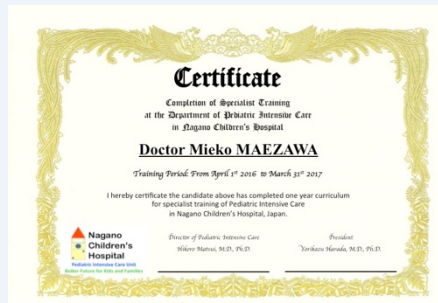 Certificate
Completion of Specialist Training
at the Department of Pediatric Intensive Care
in Nagano Children's Hospital
Doctor Mieko MAEZAWA
Training Period: From April 1st 2016 to March 31st 2017
I hereby certificate the candidate above has completed one year curriculum
for specialist training of Pediatric Intensive Care
in Nagano Children's Hospital, Japan.
Nagano
Children's
Hospital
Pediatric Intensive Care Unit
Better Future for Kids and Families
Director of Pediatric Intensive Care
Hikoro Matsui, M.D., Ph.D.
President
Yorikazu Harada, M.D., Ph.D.